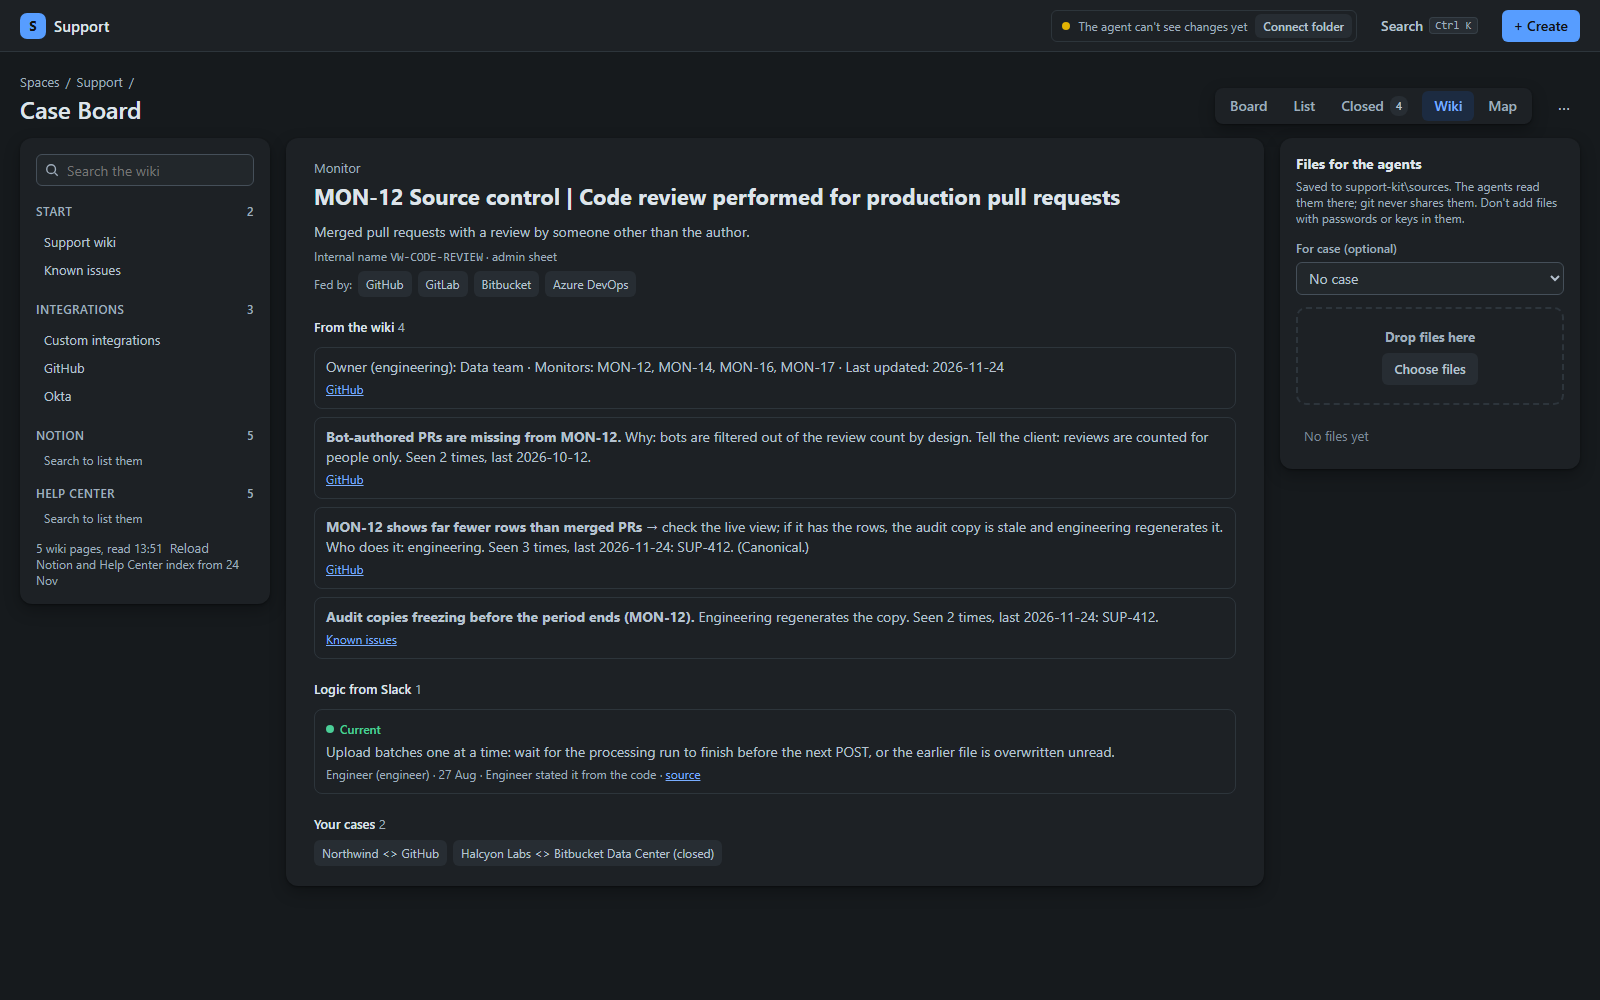 S Support
The agent can't see changes yet Connect folder Search Ctrl K + Create
Spaces / Support /
Case Board
Board List Closed 4 Wiki Map ...
Search the wiki
START 2
Support wiki
Known issues
INTEGRATIONS 3
Custom integrations
GitHub
Okta
NOTION 5
Search to list them
HELP CENTER 5
Search to list them
5 wiki pages, read 13:51 Reload
Notion and Help Center index from 24
Nov
Monitor
MON-12 Source control | Code review performed for production pull requests
Merged pull requests with a review by someone other than the author.
Internal name VW-CODE-REVIEW · admin sheet
Fed by: GitHub GitLab Bitbucket Azure DevOps
From the wiki 4
Owner (engineering): Data team · Monitors: MON-12, MON-14, MON-16, MON-17 · Last updated: 2026-11-24
GitHub
Bot-authored PRs are missing from MON-12. Why: bots are filtered out of the review count by design. Tell the client: reviews are counted for
people only. Seen 2 times, last 2026-10-12.
GitHub
MON-12 shows far fewer rows than merged PRs → check the live view; if it has the rows, the audit copy is stale and engineering regenerates it.
Who does it: engineering. Seen 3 times, last 2026-11-24: SUP-412. (Canonical.)
GitHub
Audit copies freezing before the period ends (MON-12). Engineering regenerates the copy. Seen 2 times, last 2026-11-24: SUP-412.
Known issues
Logic from Slack 1
Current
Upload batches one at a time: wait for the processing run to finish before the next POST, or the earlier file is overwritten unread.
Engineer (engineer) · 27 Aug · Engineer stated it from the code · source
Your cases 2
Northwind <> GitHub Halcyon Labs <> Bitbucket Data Center (closed)
Files for the agents
Saved to support-kit\sources. The agents read
them there; git never shares them. Don't add files
with passwords or keys in them.
For case (optional)
No case
Drop files here
Choose files
No files yet